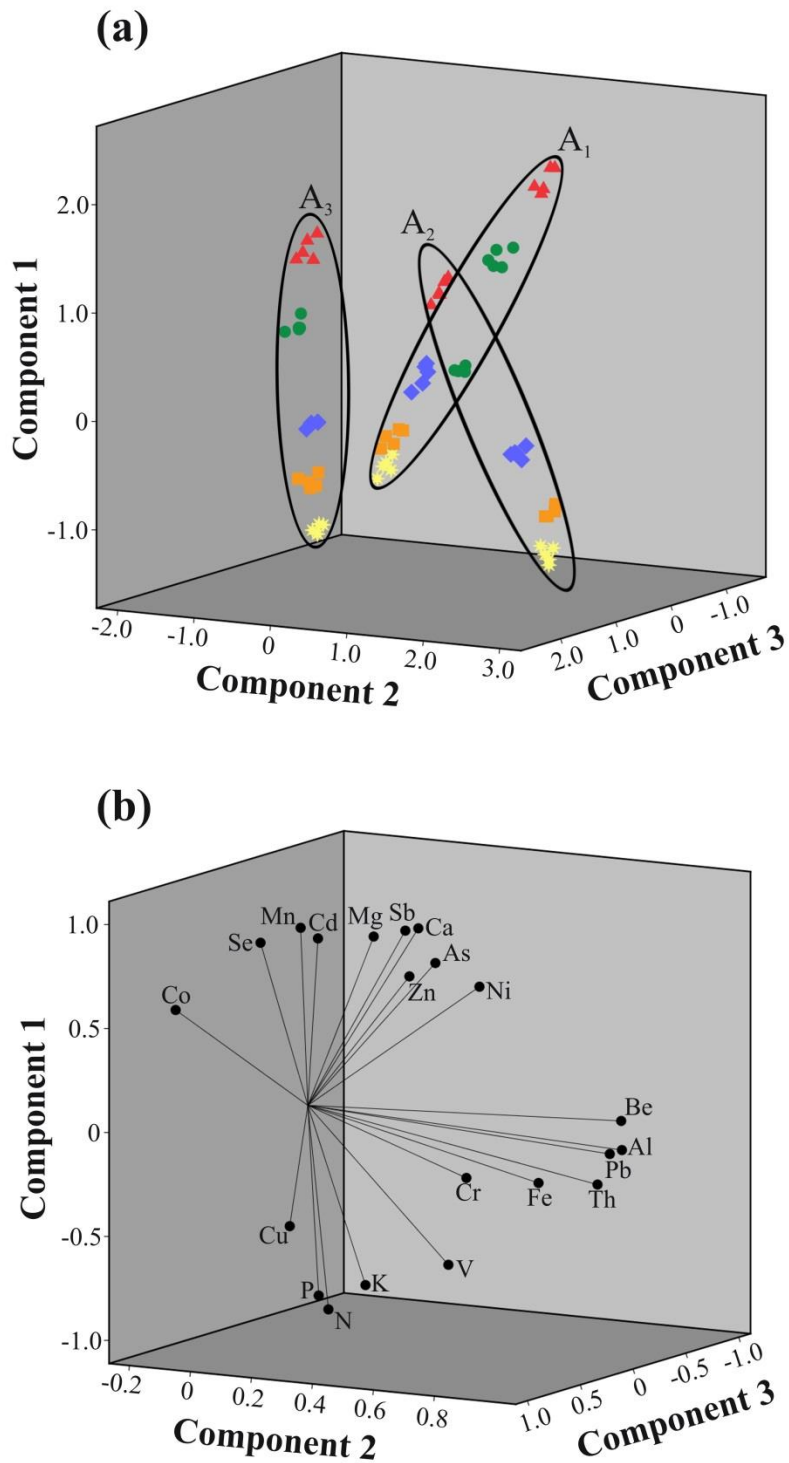 (a)
A1
A3
A2
2.0
1.0
0
-1.0
Component 1
-2.0 -1.0 0 1.0 2.0 3.0
Component 2
2.0 1.0 0 -1.0
Component 3
(b)
Mn Cd Mg Sb Ca
Se As
Zn Ni
Co
Be
Al
Pb
Cr Fe Th
Cu V
P K
N
1.0
0.5
0
-0.5
-1.0
Component 1
-0.2 0 0.2 0.4 0.6 0.8
Component 2
1.0 0.5 0 -0.5 -1.0
Component 3